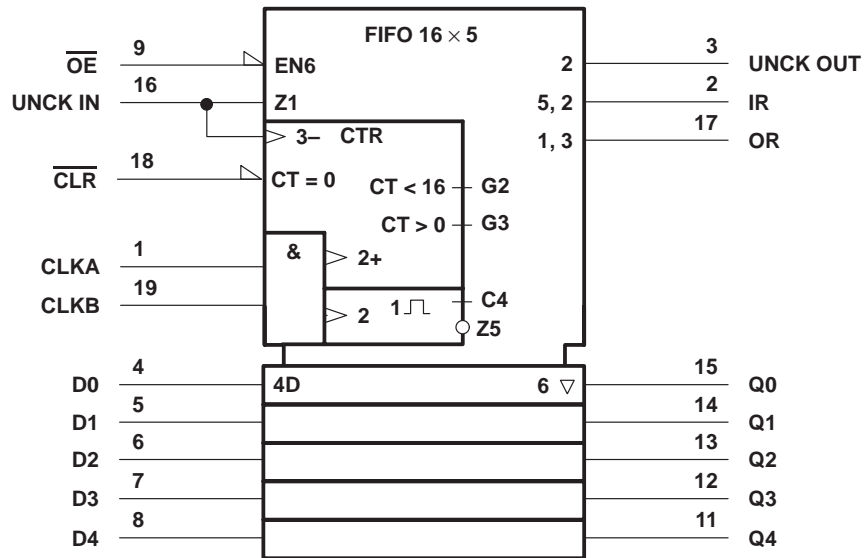 FIFO 16 × 5
OE 9 EN6 2 3 UNCK OUT
UNCK IN 16 Z1 5, 2 2 IR
3– CTR 1, 3 17 OR
CLR 18 CT = 0 CT < 16 G2
CT > 0 G3
CLKA 1 & 2+
CLKB 19 2 1 C4
Z5
D0 4 4D 6 ▽ 15 Q0
D1 5 14 Q1
D2 6 13 Q2
D3 7 12 Q3
D4 8 11 Q4